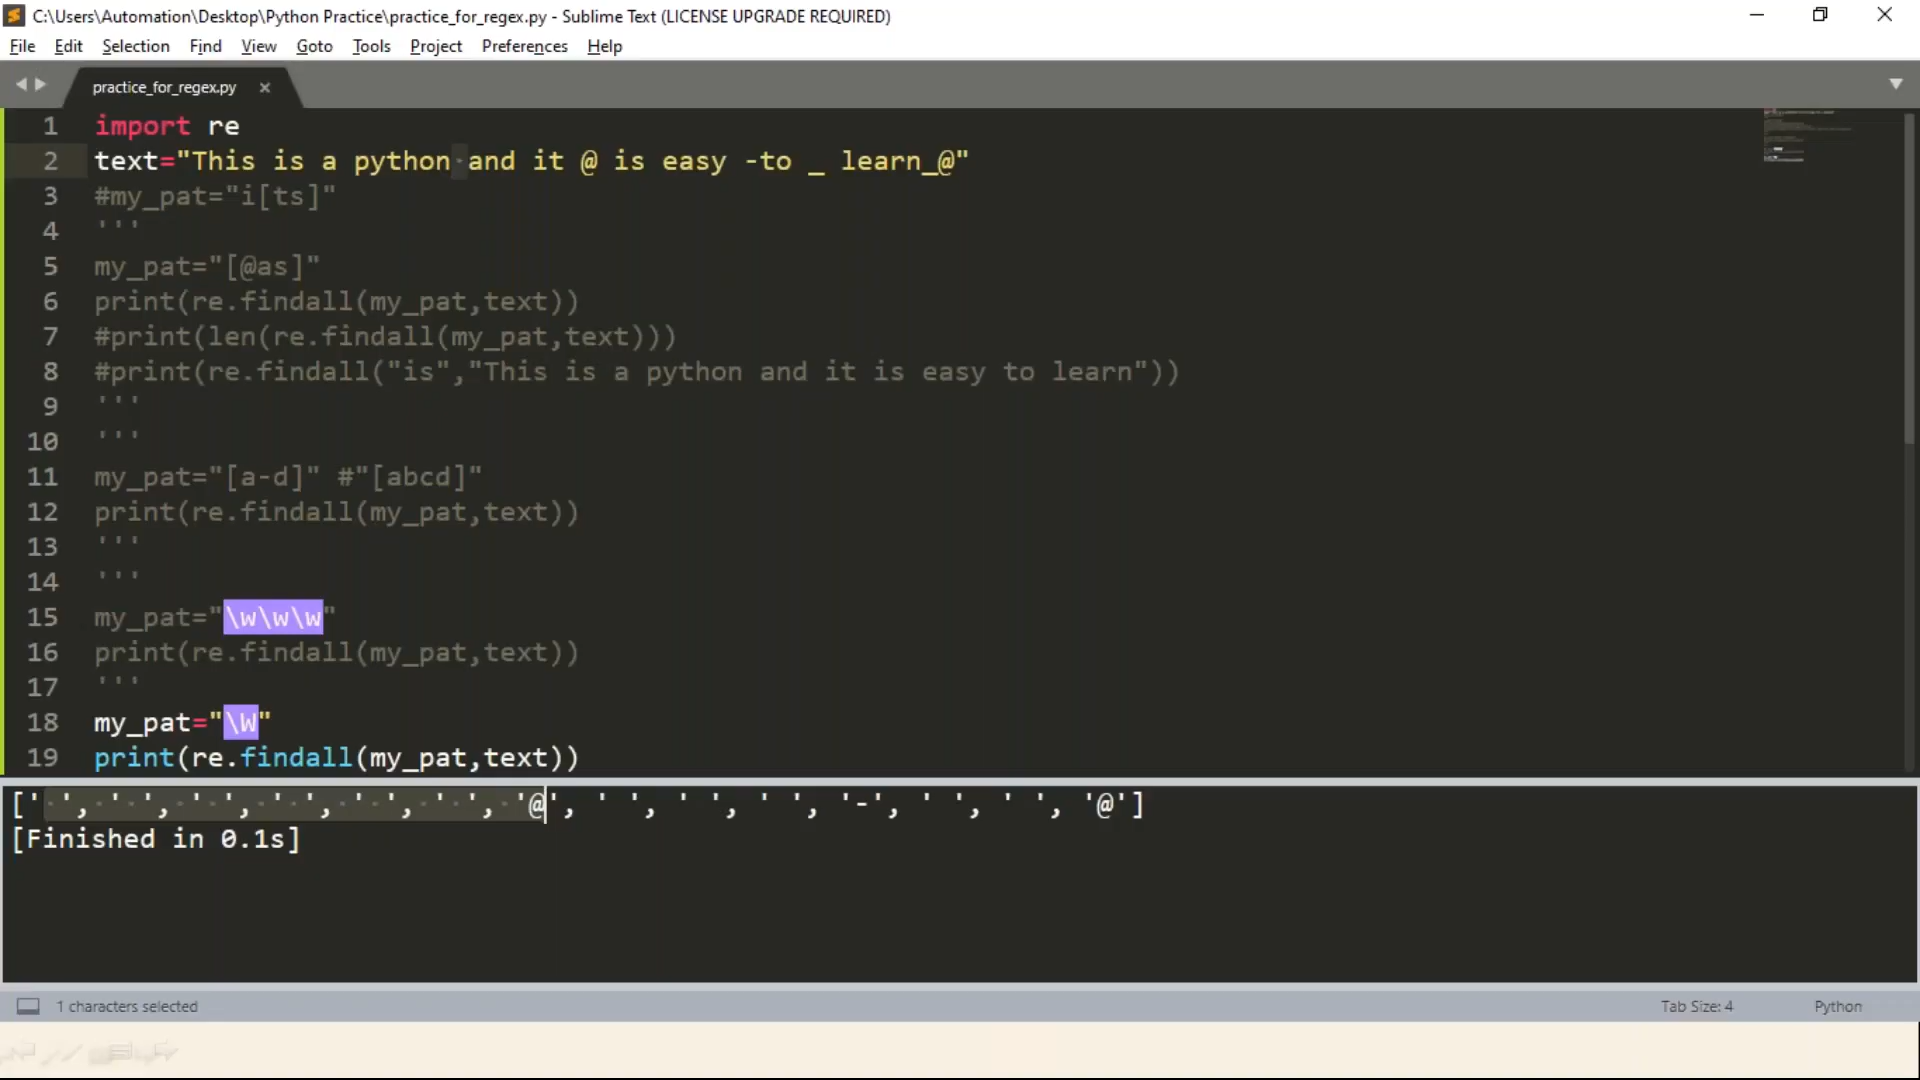 C:\Users\Automation\Desktop\Python Practice\practice_for_regex.py - Sublime Text (LICENSE UPGRADE REQUIRED)
File Edit Selection Find View Goto Tools Project Preferences Help
practice_for_regex.py
1 import re
2 text="This is a python and it @ is easy -to _ learn_@"
3 #my_pat="i[ts]"
4 '''
5 my_pat="[@as]"
6 print(re.findall(my_pat,text))
7 #print(len(re.findall(my_pat,text)))
8 #print(re.findall("is","This is a python and it is easy to learn"))
9 '''
10 '''
11 my_pat="[a-d]" #"[abcd]"
12 print(re.findall(my_pat,text))
13 '''
14 '''
15 my_pat="\w\w\w"
16 print(re.findall(my_pat,text))
17 '''
18 my_pat="\W"
19 print(re.findall(my_pat,text))
[' ', ' ', ' ', ' ', ' ', ' ', '@', ' ', ' ', ' ', '-', ' ', ' ', '@']
[Finished in 0.1s]
1 characters selected Tab Size: 4 Python